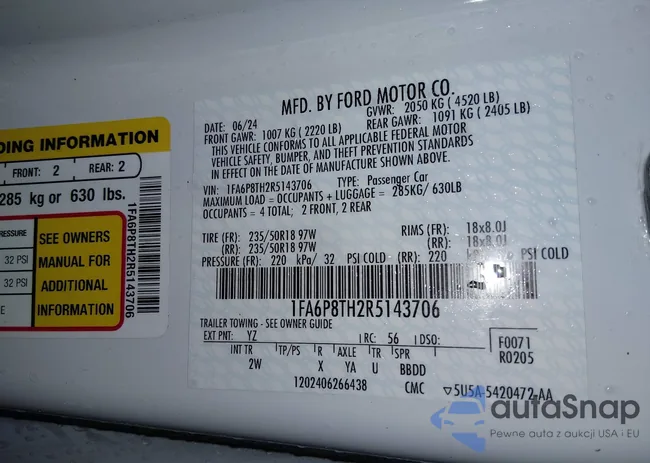 DING INFORMATION
FRONT: 2 REAR: 2
285 kg or 630 lbs.
PRESSURE
32 PSI
32 PSI
SEE OWNERS
MANUAL FOR
ADDITIONAL
INFORMATION
1FA6P8TH2R5143706
MFD. BY FORD MOTOR CO.
DATE: 06/24 GVWR: 2050 KG ( 4520 LB)
FRONT GAWR: 1007 KG ( 2220 LB) REAR GAWR: 1091 KG ( 2405 LB)
THIS VEHICLE CONFORMS TO ALL APPLICABLE FEDERAL MOTOR
VEHICLE SAFETY, BUMPER, AND THEFT PREVENTION STANDARDS
IN EFFECT ON THE DATE OF MANUFACTURE SHOWN ABOVE.
VIN: 1FA6P8TH2R5143706 TYPE: Passenger Car
MAXIMUM LOAD = OCCUPANTS + LUGGAGE = 285KG/ 630LB
OCCUPANTS = 4 TOTAL; 2 FRONT, 2 REAR
TIRE (FR): 235/50R18 97W RIMS (FR): 18x8.0J
(RR): 235/50R18 97W (RR): 18x8.0J
PRESSURE (FR): 220 kPa/ 32 PSI COLD (RR): 220 PSI COLD
1FA6P8TH2R5143706
TRAILER TOWING - SEE OWNER GUIDE
EXT PNT: YZ RC: 56 DSO: F0071
R0205
INT TR TP/PS R AXLE TR SPR
2W X YA U BBDD
1202406266438 CMC 5U5A-5420472-AA
autaSnap
Pewne auta z aukcji USA i EU